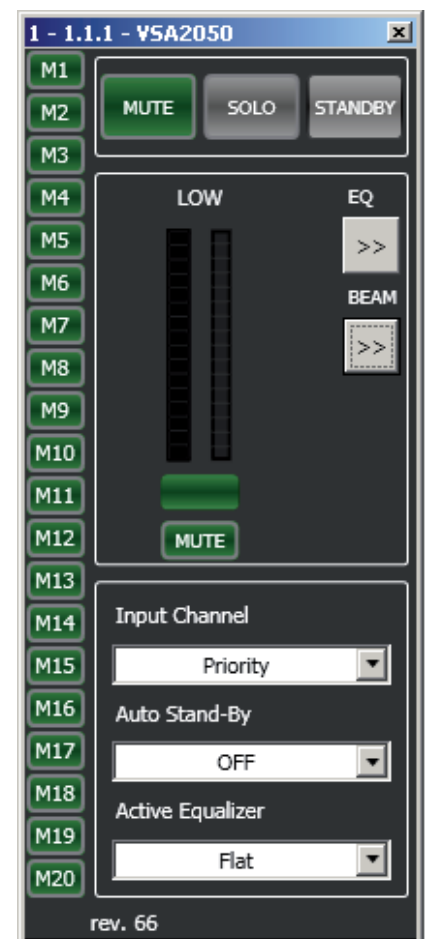 1 - 1.1.1 - VSA2050
M1
M2
M3
M4
M5
M6
M7
M8
M9
M10
M11
M12
M13
M14
M15
M16
M17
M18
M19
M20
MUTE SOLO STANDBY
LOW EQ
>>
BEAM
>>
MUTE
Input Channel
Priority
Auto Stand-By
OFF
Active Equalizer
Flat
rev. 66